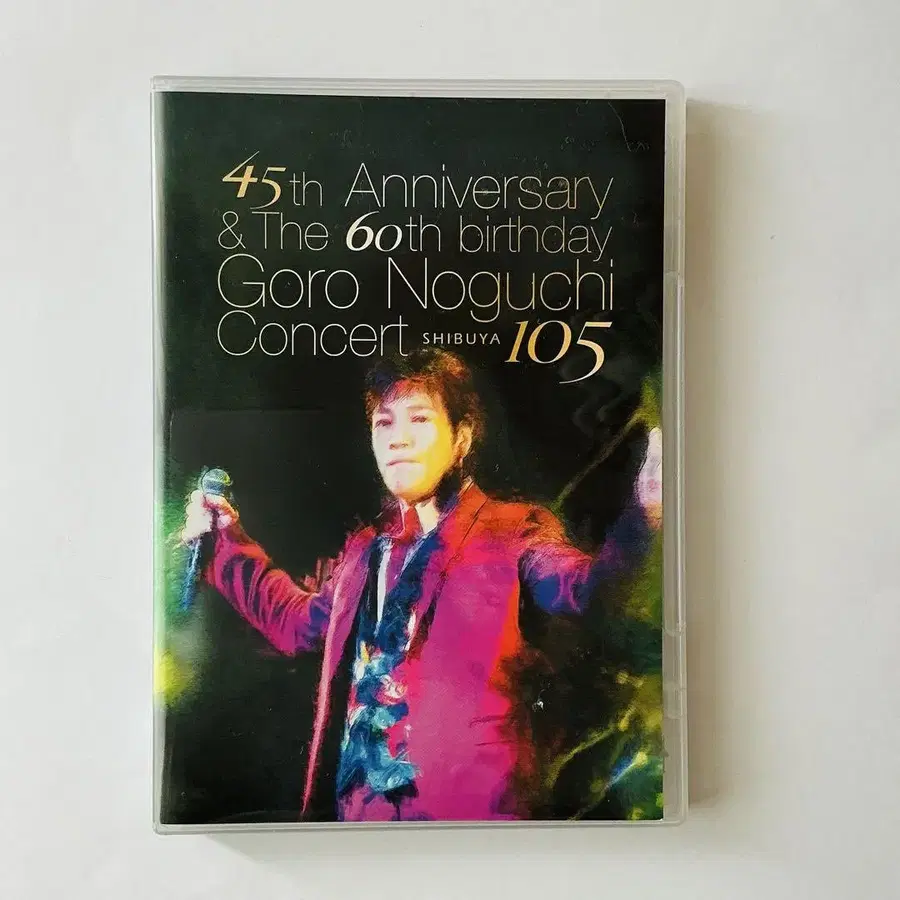 45th Anniversary
& The 60th birthday
Goro Noguchi
Concert SHIBUYA 105